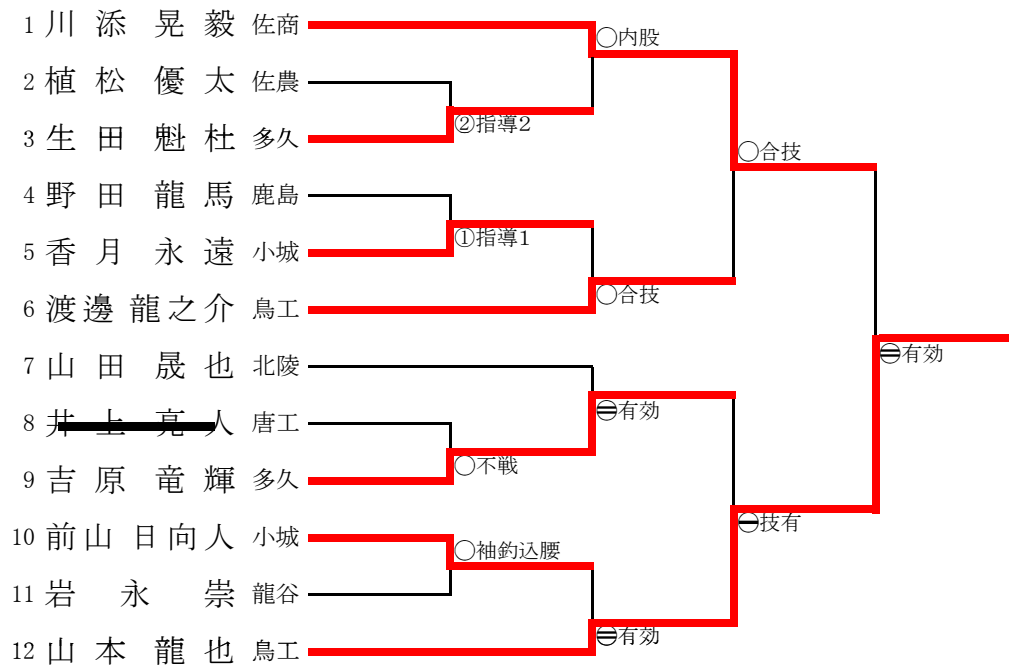 1 川添晃毅 佐商
○内股
2 植松優太 佐農
3 生田魁杜 多久
②指導2
○合技
4 野田龍馬 鹿島
①指導1
5 香月永遠 小城
○合技
6 渡邊龍之介 鳥工
㊁有効
7 山田晟也 北陵
㊁有効
8 井上亮人 唐工
○不戦
9 吉原竜輝 多久
㊀技有
10 前山日向人 小城
○袖釣込腰
11 岩永崇 龍谷
㊁有効
12 山本龍也 鳥工